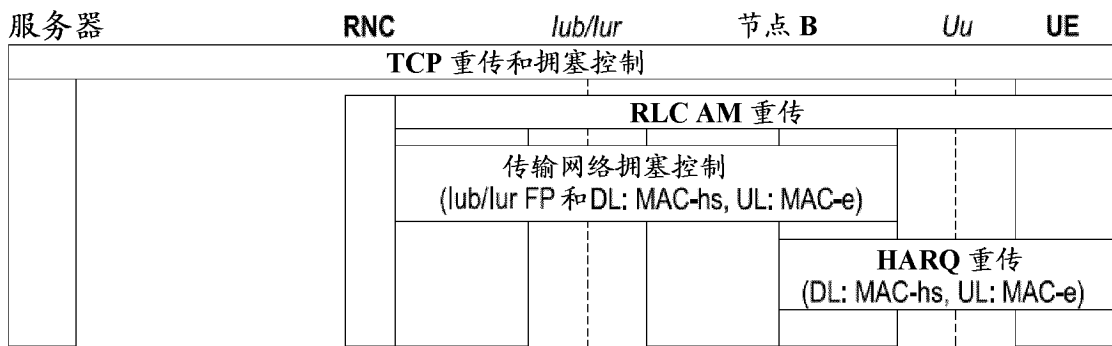 服务器 RNC Iub/Iur 节点 B Uu UE
TCP 重传和拥塞控制
RLC AM 重传
传输网络拥塞控制
(Iub/Iur FP 和 DL: MAC-hs, UL: MAC-e)
HARQ 重传
(DL: MAC-hs, UL: MAC-e)